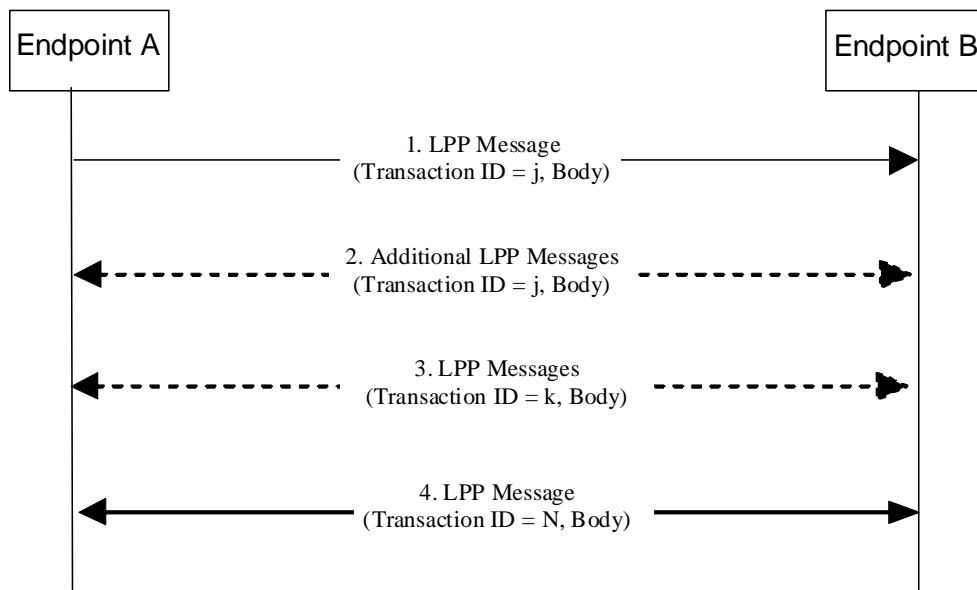 Endpoint A
Endpoint B
1. LPP Message
(Transaction ID = j, Body)
2. Additional LPP Messages
(Transaction ID = j, Body)
3. LPP Messages
(Transaction ID = k, Body)
4. LPP Message
(Transaction ID = N, Body)